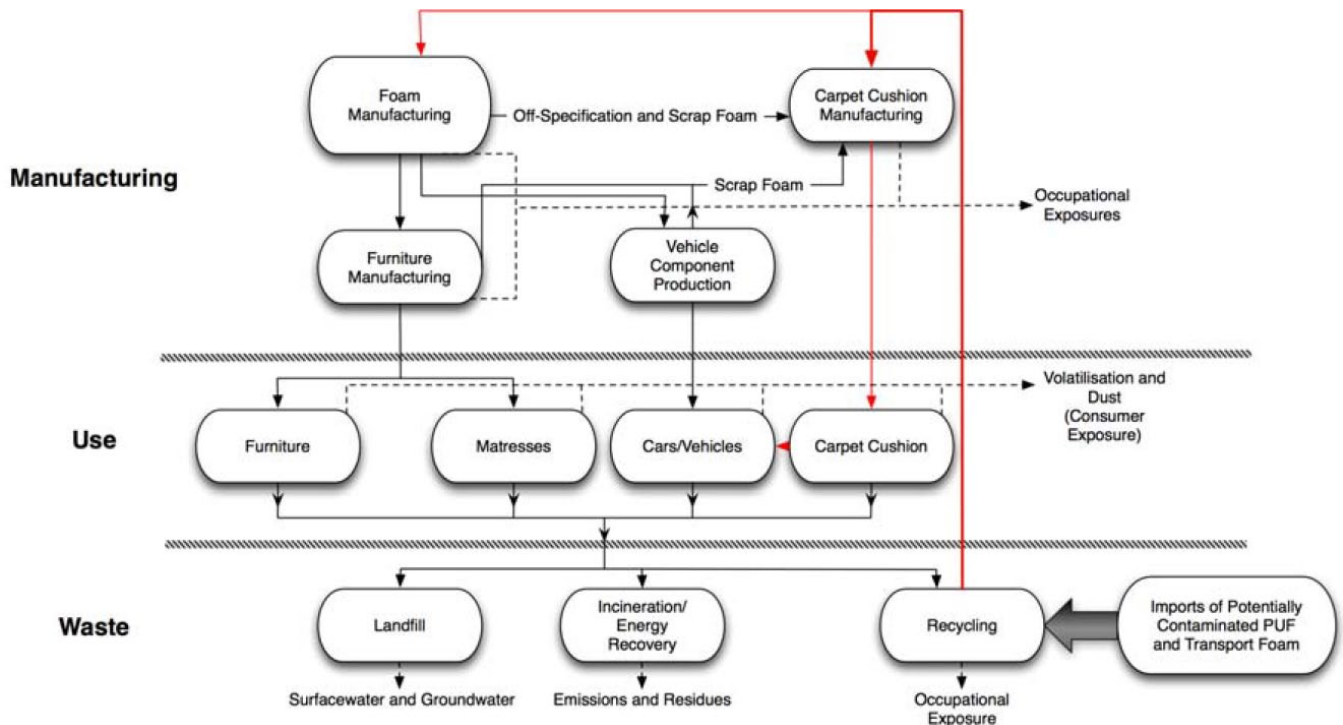 Foam
Manufacturing
Off-Specification and Scrap Foam
Carpet Cushion
Manufacturing
Manufacturing
Scrap Foam
Occupational
Exposures
Furniture
Manufacturing
Vehicle
Component
Production
Volatilisation and
Dust
(Consumer
Exposure)
Use
Furniture
Matresses
Cars/Vehicles
Carpet Cushion
Waste
Landfill
Incineration/
Energy
Recovery
Recycling
Imports of Potentially
Contaminated PUF
and Transport Foam
Surfacewater and Groundwater
Emissions and Residues
Occupational
Exposure